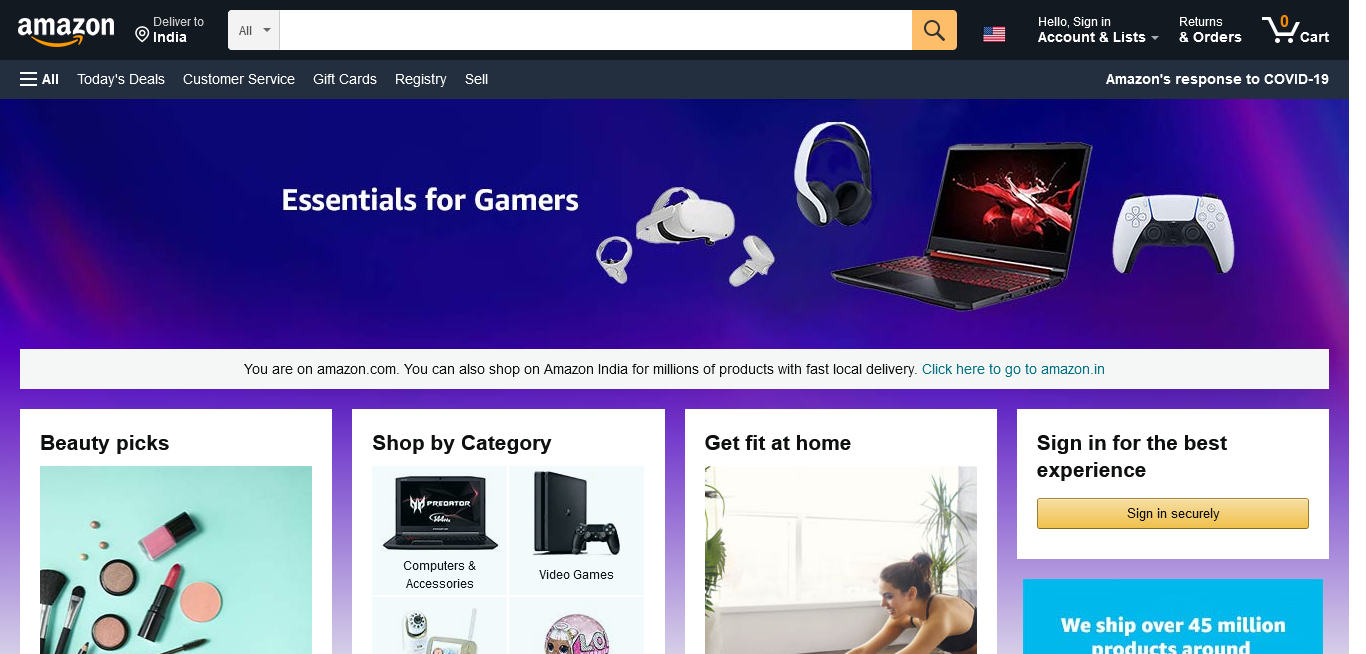 amazon
Deliver to
India
All
Hello, Sign in
Account & Lists
Returns
& Orders
0
Cart
All
Today's Deals
Customer Service
Gift Cards
Registry
Sell
Amazon's response to COVID-19
Essentials for Gamers
You are on amazon.com. You can also shop on Amazon India for millions of products with fast local delivery. Click here to go to amazon.in
Beauty picks
Shop by Category
Get fit at home
Sign in for the best
experience
PREDATOR
Sign in securely
Computers &
Accessories
Video Games
We ship over 45 million
products around